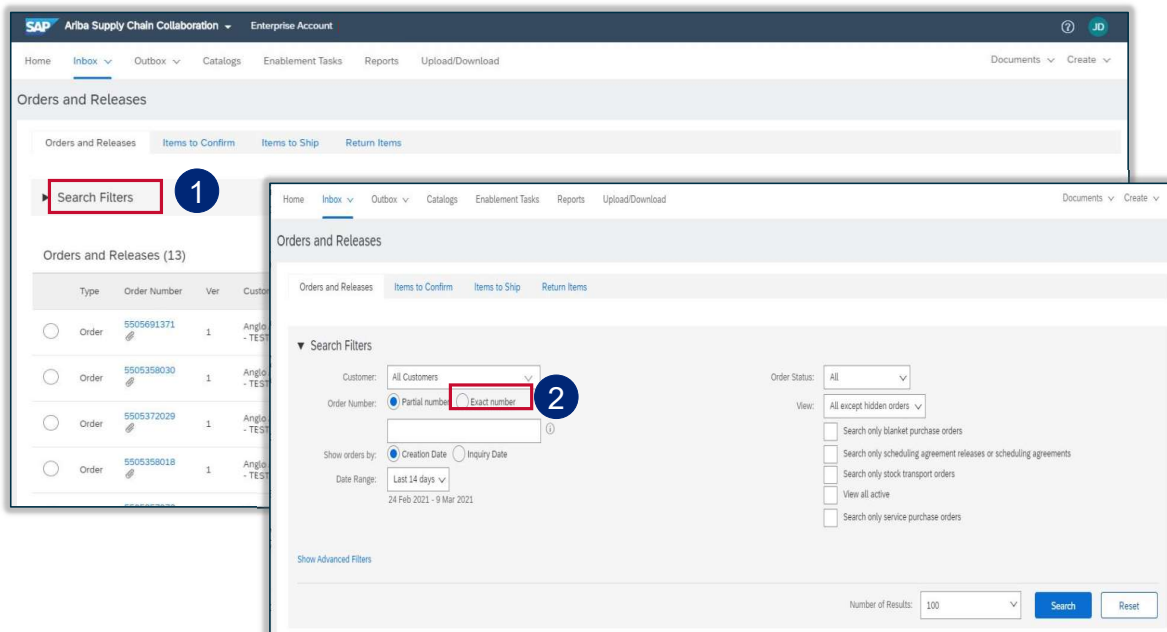 SAP Ariba Supply Chain Collaboration Enterprise Account JD
Home Inbox Outbox Catalogs Enablement Tasks Reports Upload/Download Documents Create
Orders and Releases
Orders and Releases Items to Confirm Items to Ship Return Items
Search Filters 1
Orders and Releases (13)
Type Order Number Ver
Order 5505691371 1 Anglo
- TEST
Order 5505358030 1 Anglo
- TEST
Order 5505372029 1 Anglo
- TEST
Order 5505358018 1 Anglo
- TEST
Home Inbox Outbox Catalogs Enablement Tasks Reports Upload/Download Documents Create
Orders and Releases
Orders and Releases Items to Confirm Items to Ship Return Items
Search Filters
Customer: All Customers Order Status: All
Order Number: Partial number Exact number 2 View: All except hidden orders
Search only blanket purchase orders
Show orders by: Creation Date Inquiry Date Search only scheduling agreement releases or scheduling agreements
Date Range: Last 14 days Search only stock transport orders
24 Feb 2021 - 9 Mar 2021 View all active
Search only service purchase orders
Show Advanced Filters
Number of Results: 100 Search Reset